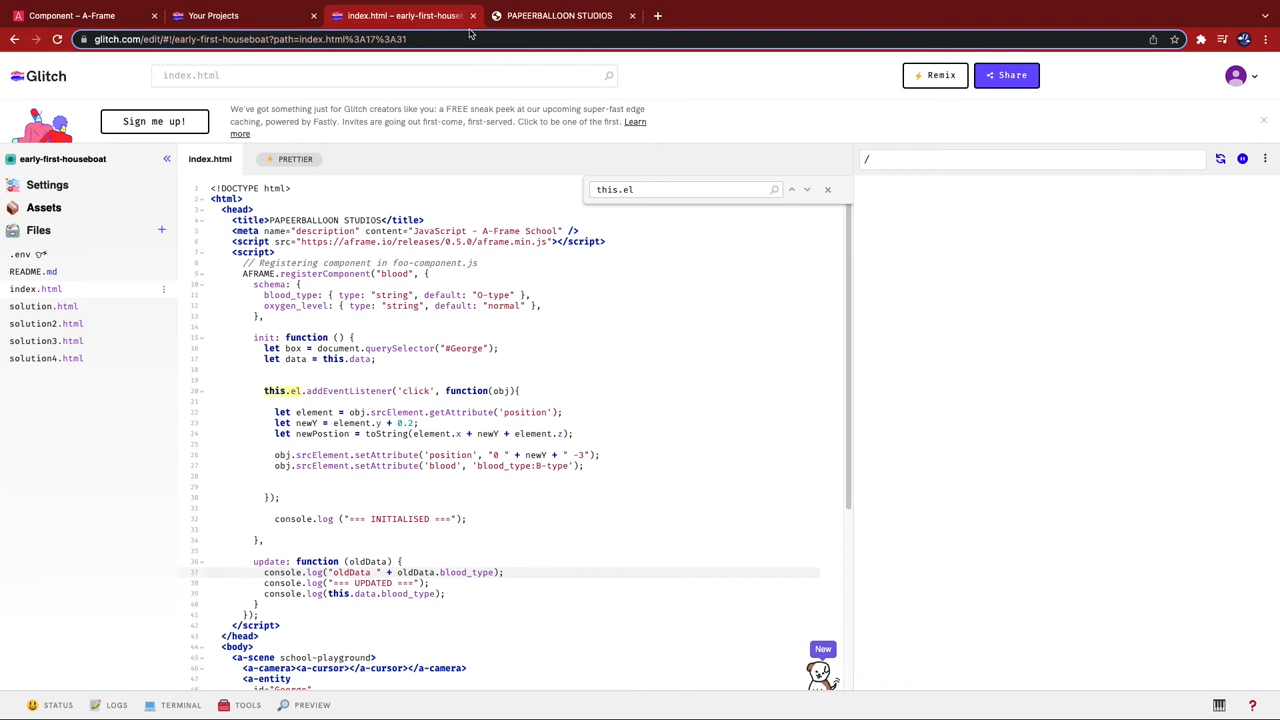 Component – A-Frame
Your Projects
index.html – early-first-houseb
PAPEERBALLOON STUDIOS
glitch.com/edit/#!/early-first-houseboat?path=index.html%3A17%3A31
Glitch
index.html
Remix
Share
Sign me up!
We've got something just for Glitch creators like you: a FREE sneak peek at our upcoming super-fast edge
caching, powered by Fastly. Invites are going out first-come, first-served. Click to be one of the first. Learn
more
early-first-houseboat
Settings
Assets
Files
.env
README.md
index.html
solution.html
solution2.html
solution3.html
solution4.html
index.html
PRETTIER
this.el
/
1 <!DOCTYPE html>
2 <html>
3 <head>
4 <title>PAPEERBALLOON STUDIOS</title>
5 <meta name="description" content="JavaScript - A-Frame School" />
6 <script src="https://aframe.io/releases/0.5.0/aframe.min.js"></script>
7 <script>
8 // Registering component in foo-component.js
9 AFRAME.registerComponent("blood", {
10 schema: {
11 blood_type: { type: "string", default: "O-type" },
12 oxygen_level: { type: "string", default: "normal" },
13 },
14
15 init: function () {
16 let box = document.querySelector("#George");
17 let data = this.data;
18
19
20 this.el.addEventListener('click', function(obj){
21
22 let element = obj.srcElement.getAttribute('position');
23 let newY = element.y + 0.2;
24 let newPostion = toString(element.x + newY + element.z);
25
26 obj.srcElement.setAttribute('position', "0 " + newY + " -3");
27 obj.srcElement.setAttribute('blood', 'blood_type:B-type');
28
29
30 });
31
32 console.log ("=== INITIALISED ===");
33
34 },
35
36 update: function (oldData) {
37 console.log("oldData " + oldData.blood_type);
38 console.log("=== UPDATED ===");
39 console.log(this.data.blood_type);
40 }
41 });
42 </script>
43 </head>
44 <body>
45 <a-scene school-playground>
46 <a-camera><a-cursor></a-cursor></a-camera>
47 <a-entity
id="George"
New
STATUS
LOGS
TERMINAL
TOOLS
PREVIEW
?